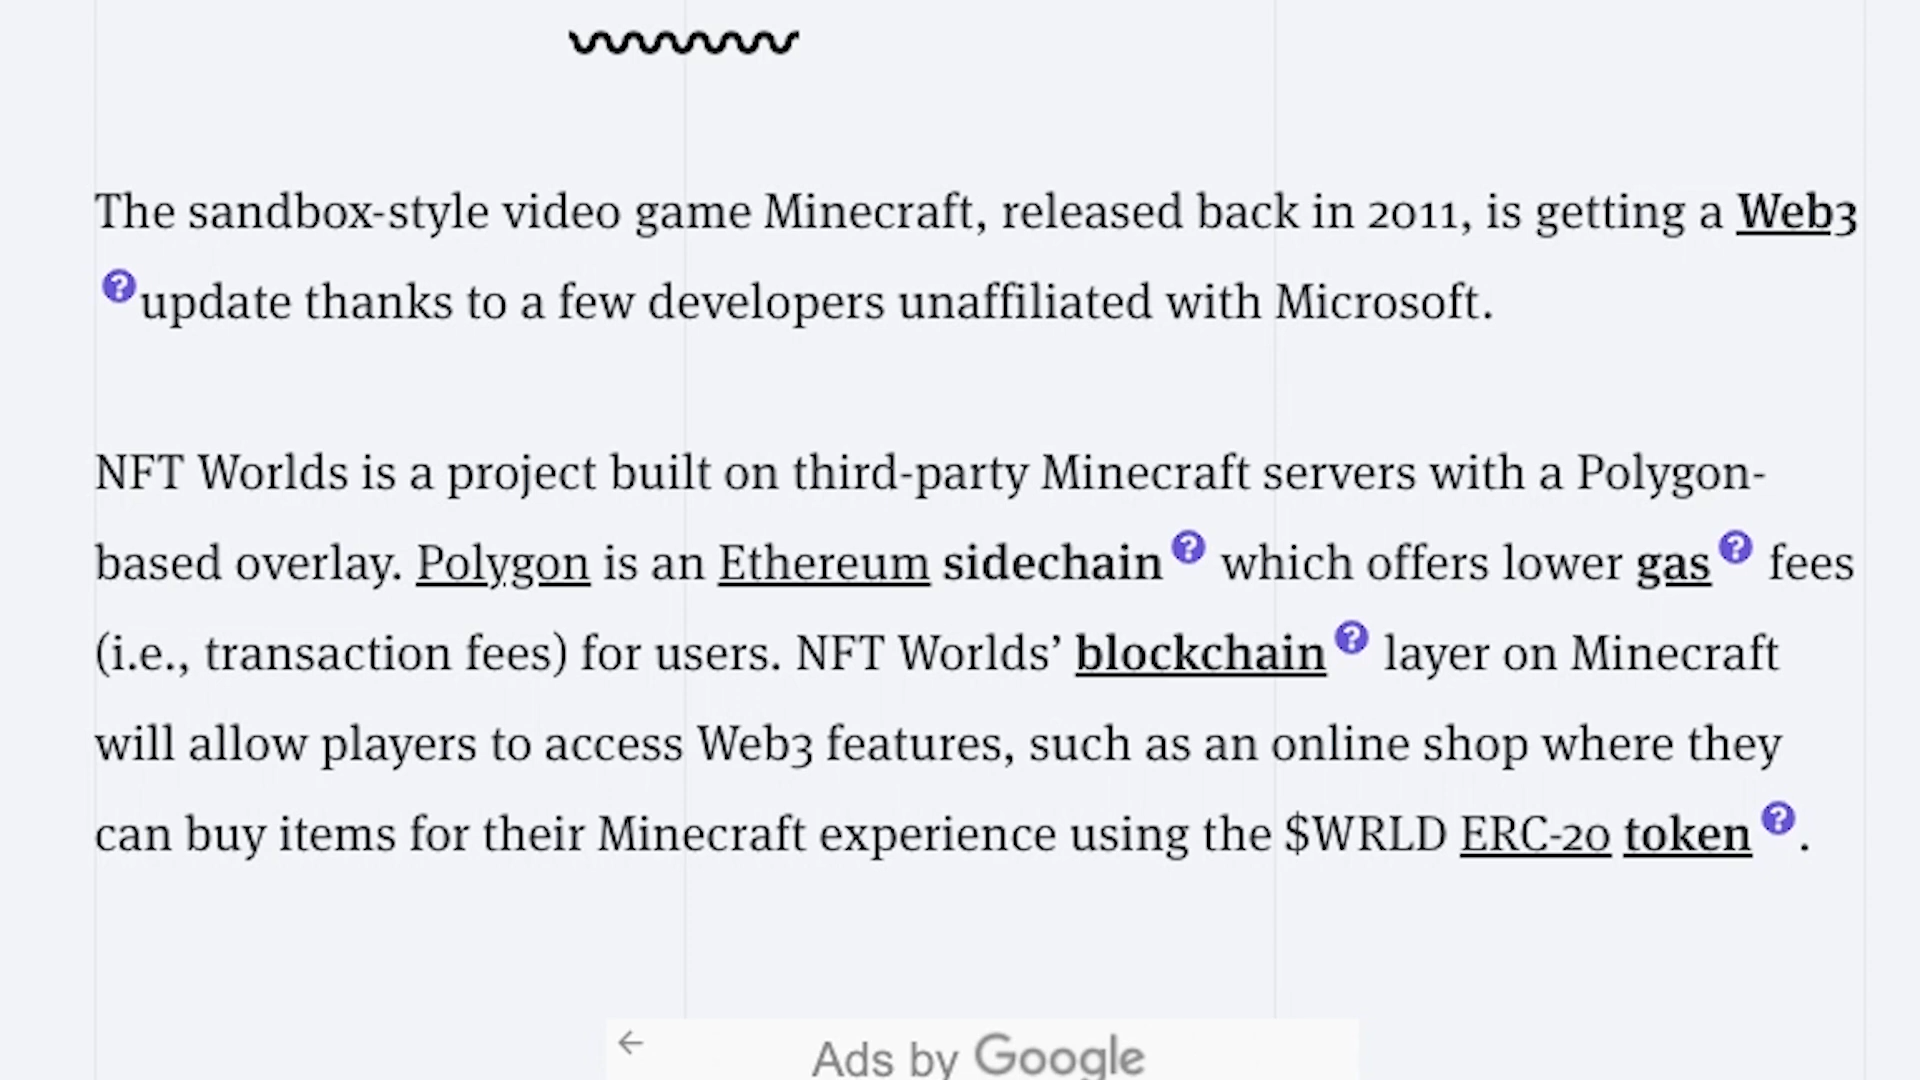 The sandbox-style video game Minecraft, released back in 2011, is getting a Web3
? update thanks to a few developers unaffiliated with Microsoft.
NFT Worlds is a project built on third-party Minecraft servers with a Polygon-
based overlay. Polygon is an Ethereum sidechain ? which offers lower gas ? fees
(i.e., transaction fees) for users. NFT Worlds’ blockchain ? layer on Minecraft
will allow players to access Web3 features, such as an online shop where they
can buy items for their Minecraft experience using the $WRLD ERC-20 token ? .
Ads by Google